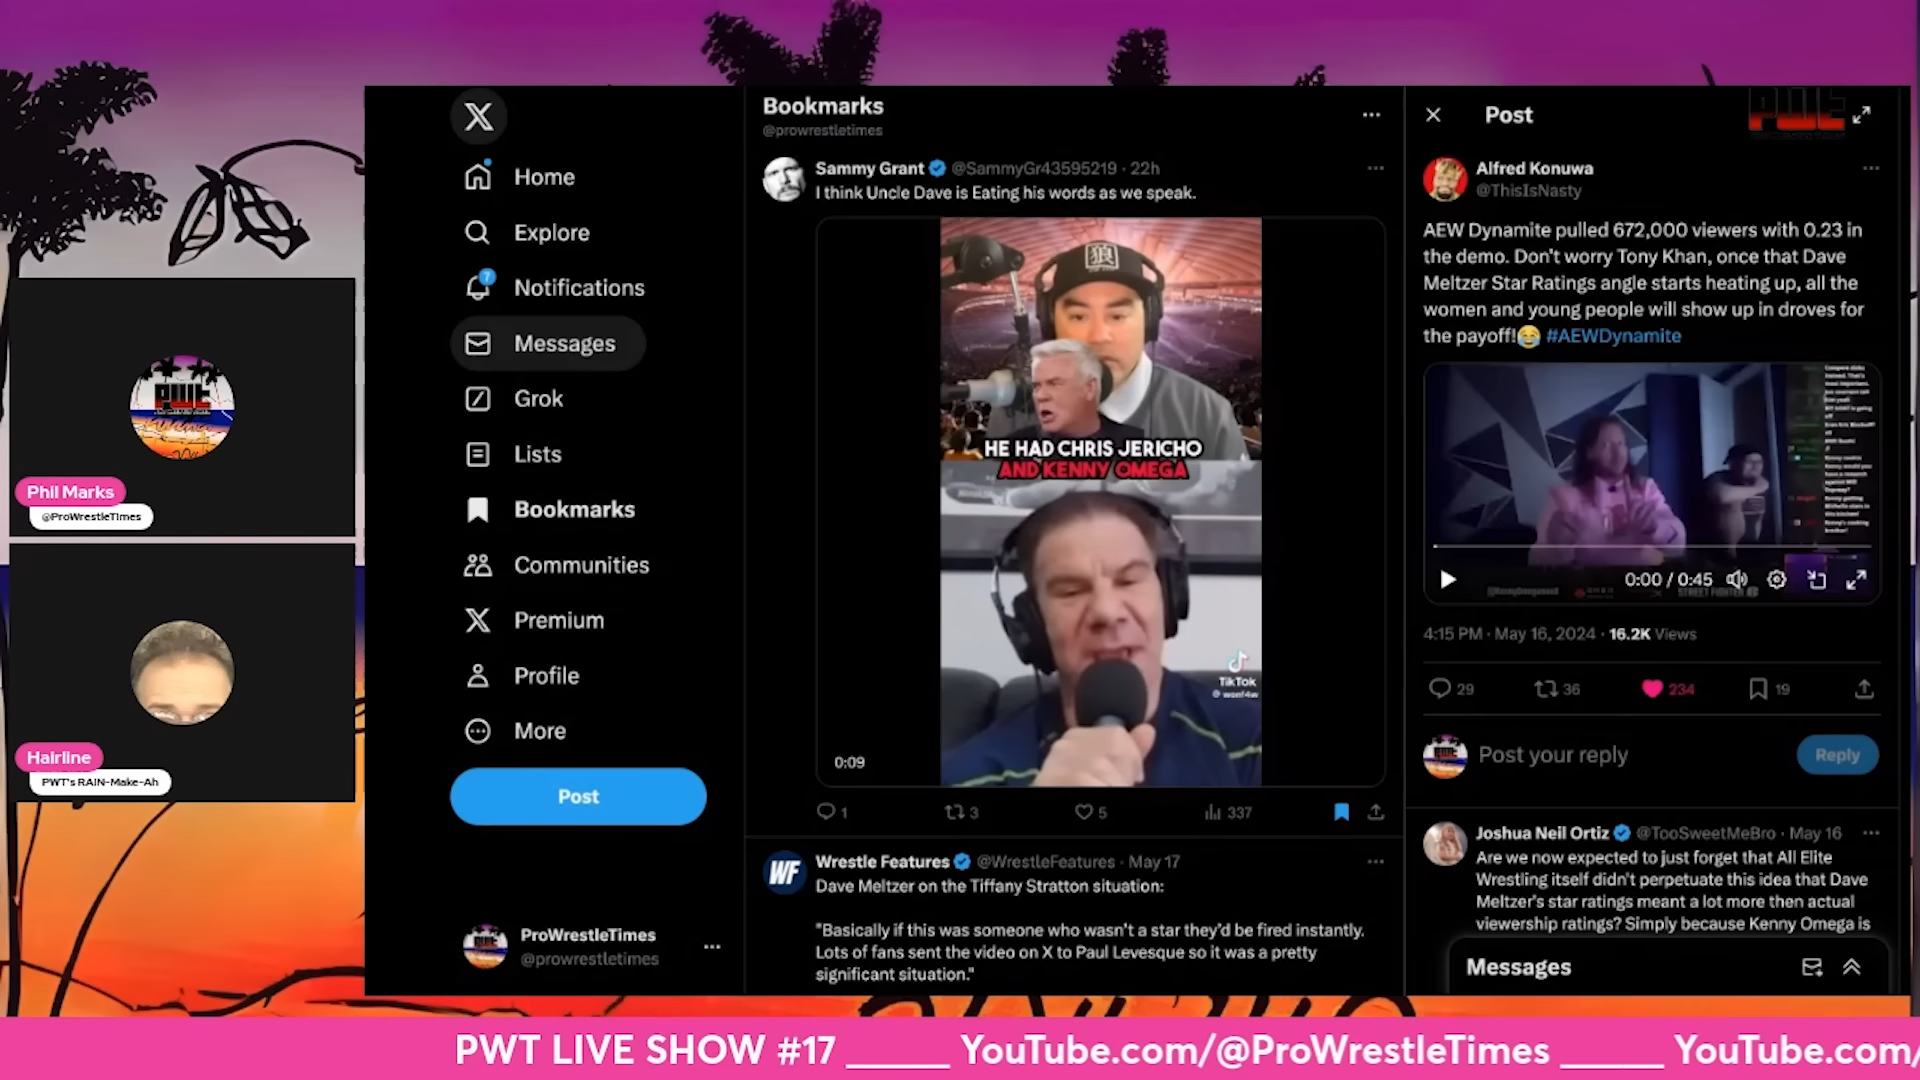 Phil Marks
@ProWrestleTimes
Hairline
PWT's RAIN-Make-Ah
Home
Explore
7
Notifications
Messages
Grok
Lists
Bookmarks
Communities
Premium
Profile
More
Post
ProWrestleTimes
@prowrestletimes
Bookmarks
@prowrestletimes
Sammy Grant @SammyGr43595219 · 22h
I think Uncle Dave is Eating his words as we speak.
狼
HE HAD CHRIS JERICHO
AND KENNY OMEGA
TikTok
0:09
1 3 5 337
WF
Wrestle Features @WrestleFeatures · May 17
Dave Meltzer on the Tiffany Stratton situation:
"Basically if this was someone who wasn't a star they'd be fired instantly.
Lots of fans sent the video on X to Paul Levesque so it was a pretty
significant situation."
Post
PWT
Alfred Konuwa
@ThisIsNasty
AEW Dynamite pulled 672,000 viewers with 0.23 in
the demo. Don't worry Tony Khan, once that Dave
Meltzer Star Ratings angle starts heating up, all the
women and young people will show up in droves for
the payoff!😂 #AEWDynamite
0:00 / 0:45
STREET FIGHTER
4:15 PM · May 16, 2024 · 16.2K Views
29 36 234 19
Post your reply
Reply
Joshua Neil Ortiz @TooSweetMeBro · May 16
Are we now expected to just forget that All Elite
Wrestling itself didn't perpetuate this idea that Dave
Meltzer's star ratings meant a lot more then actual
viewership ratings? Simply because Kenny Omega is
Messages
PWT LIVE SHOW #17 _____ YouTube.com/@ProWrestleTimes _____ YouTube.com/